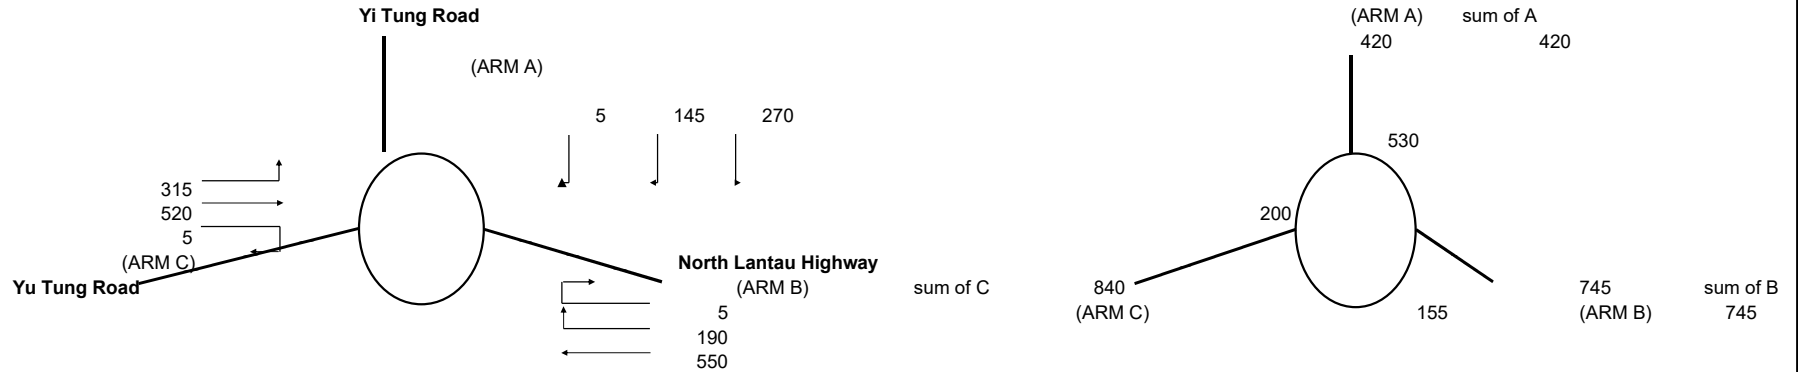 Yi Tung Road
(ARM A) sum of A
420 420
(ARM A)
5 145 270
530
315
520
200
5
(ARM C)
North Lantau Highway
Yu Tung Road
(ARM B)
sum of C
840
745
sum of B
(ARM C)
5
155
(ARM B)
745
190
550